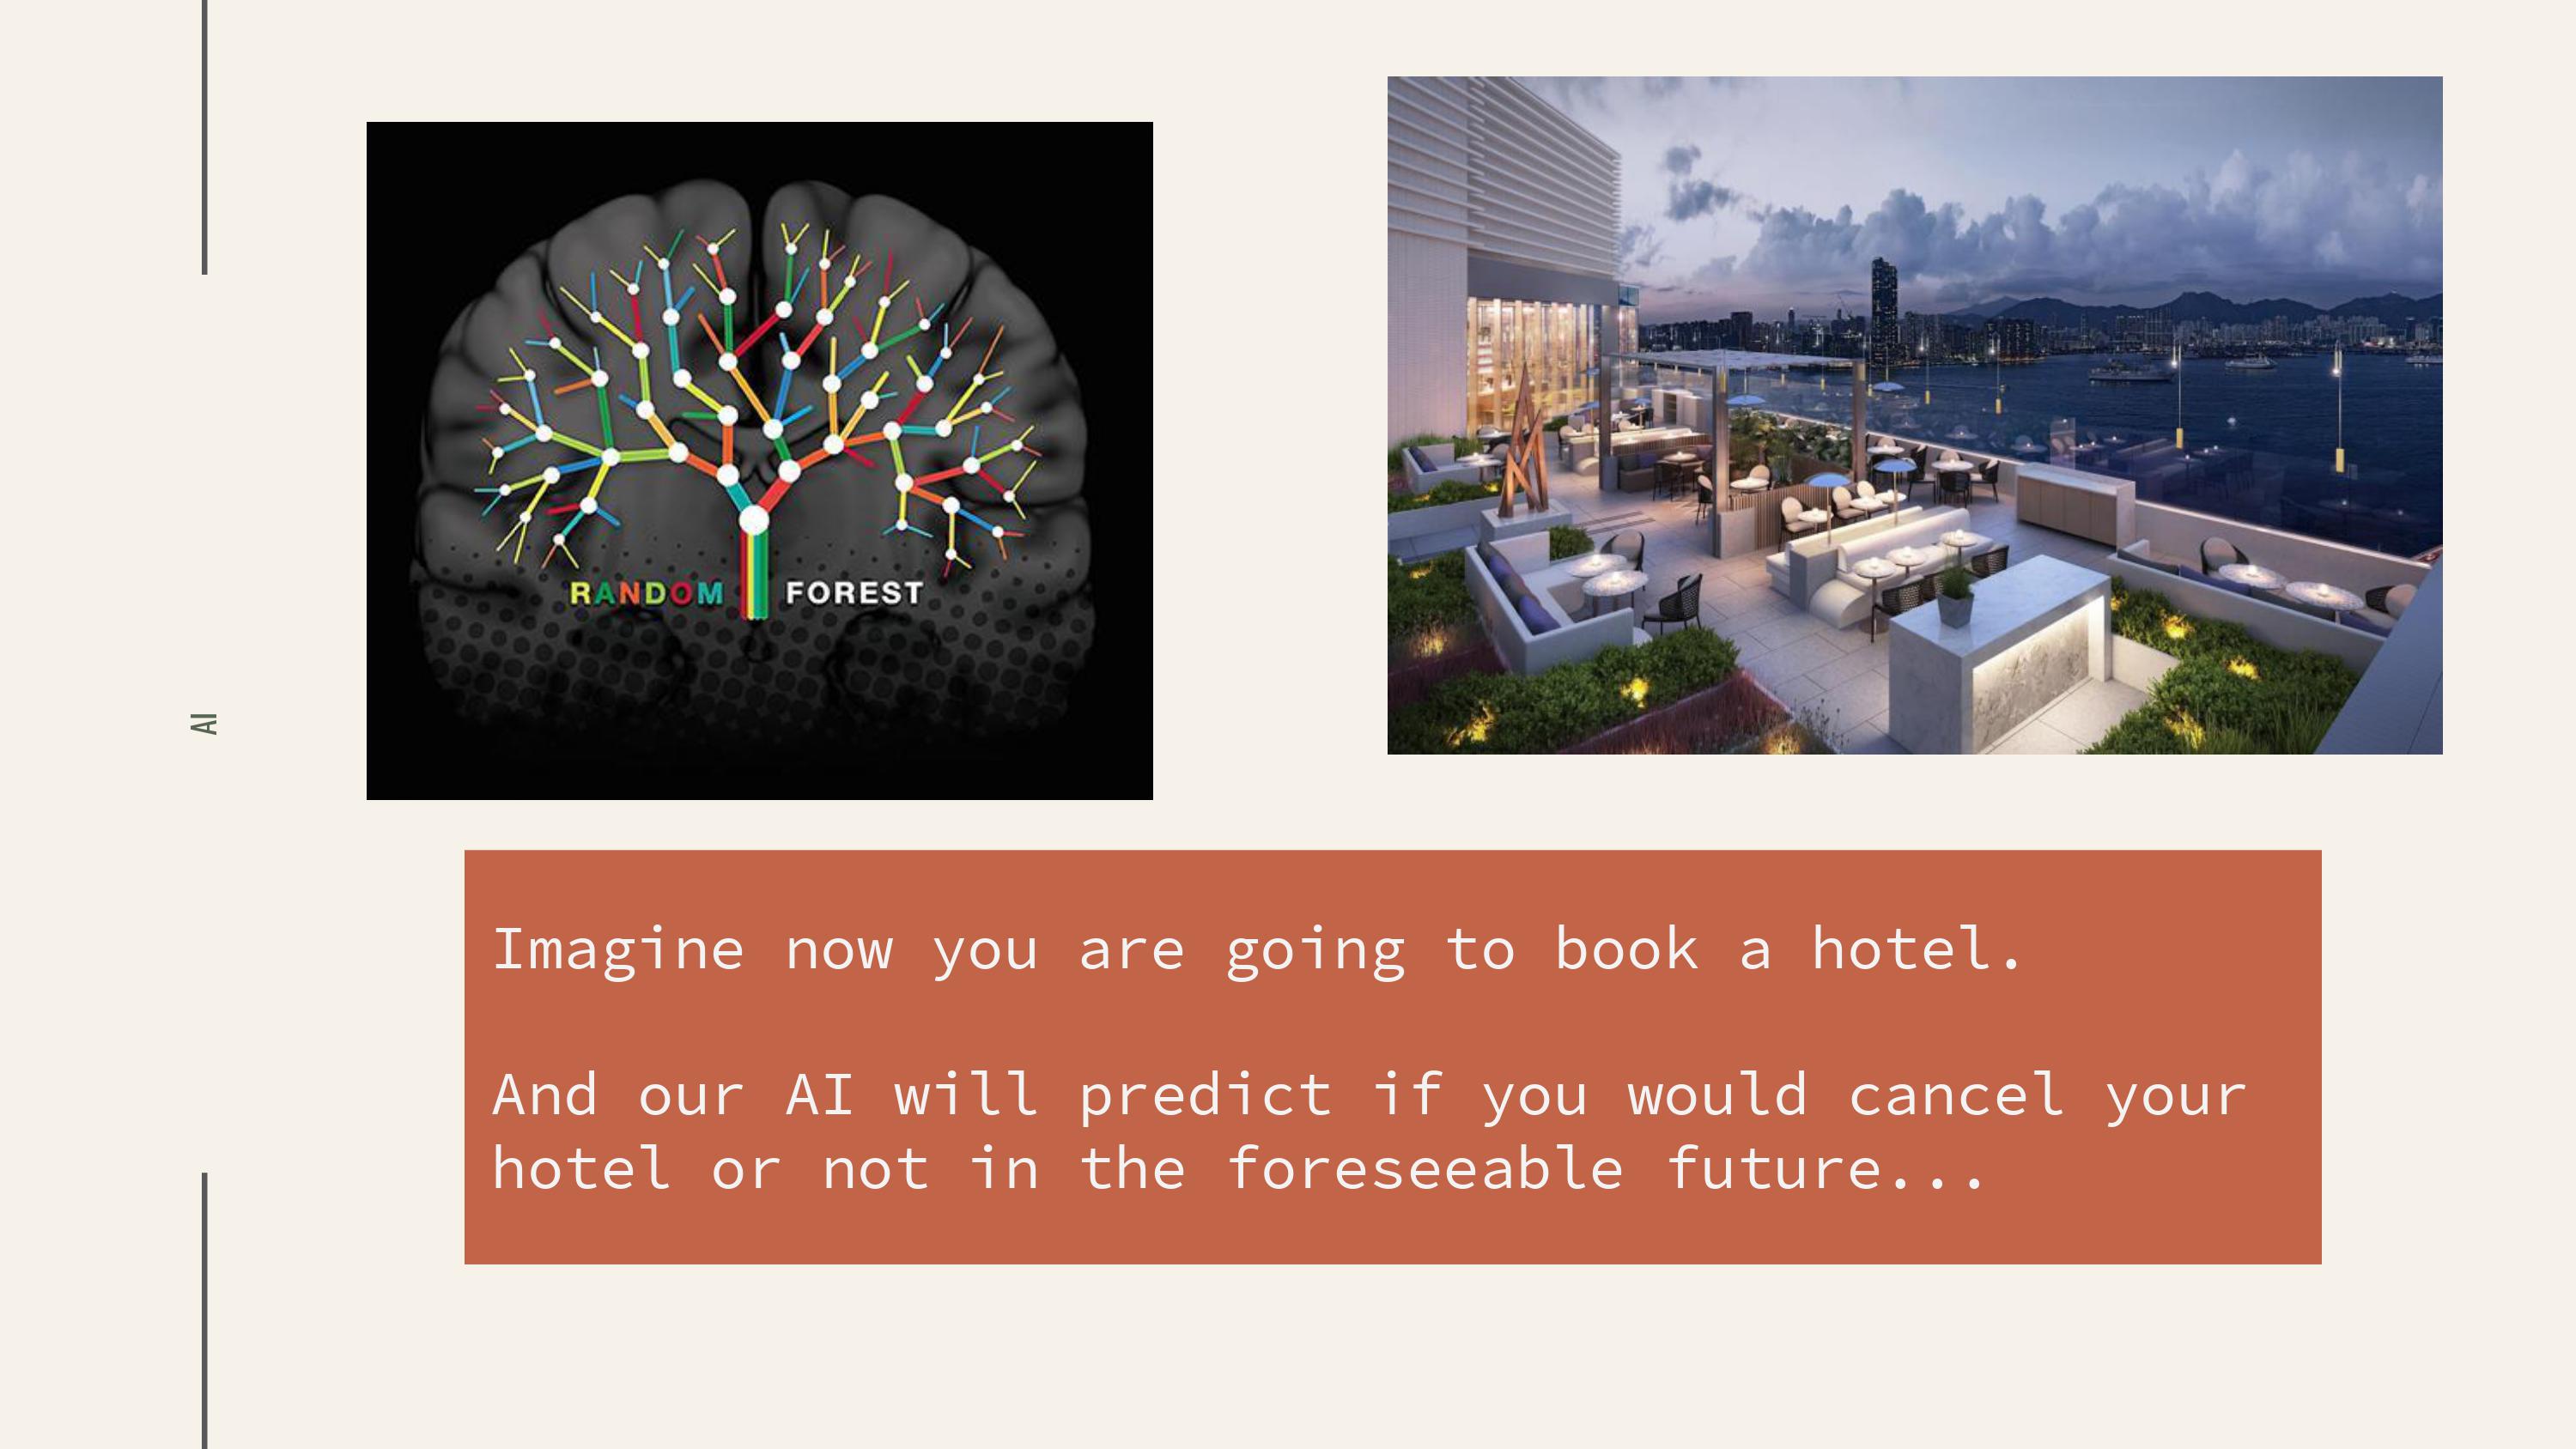 RANDOM FOREST
AI
Imagine now you are going to book a hotel.
And our AI will predict if you would cancel your
hotel or not in the foreseeable future...